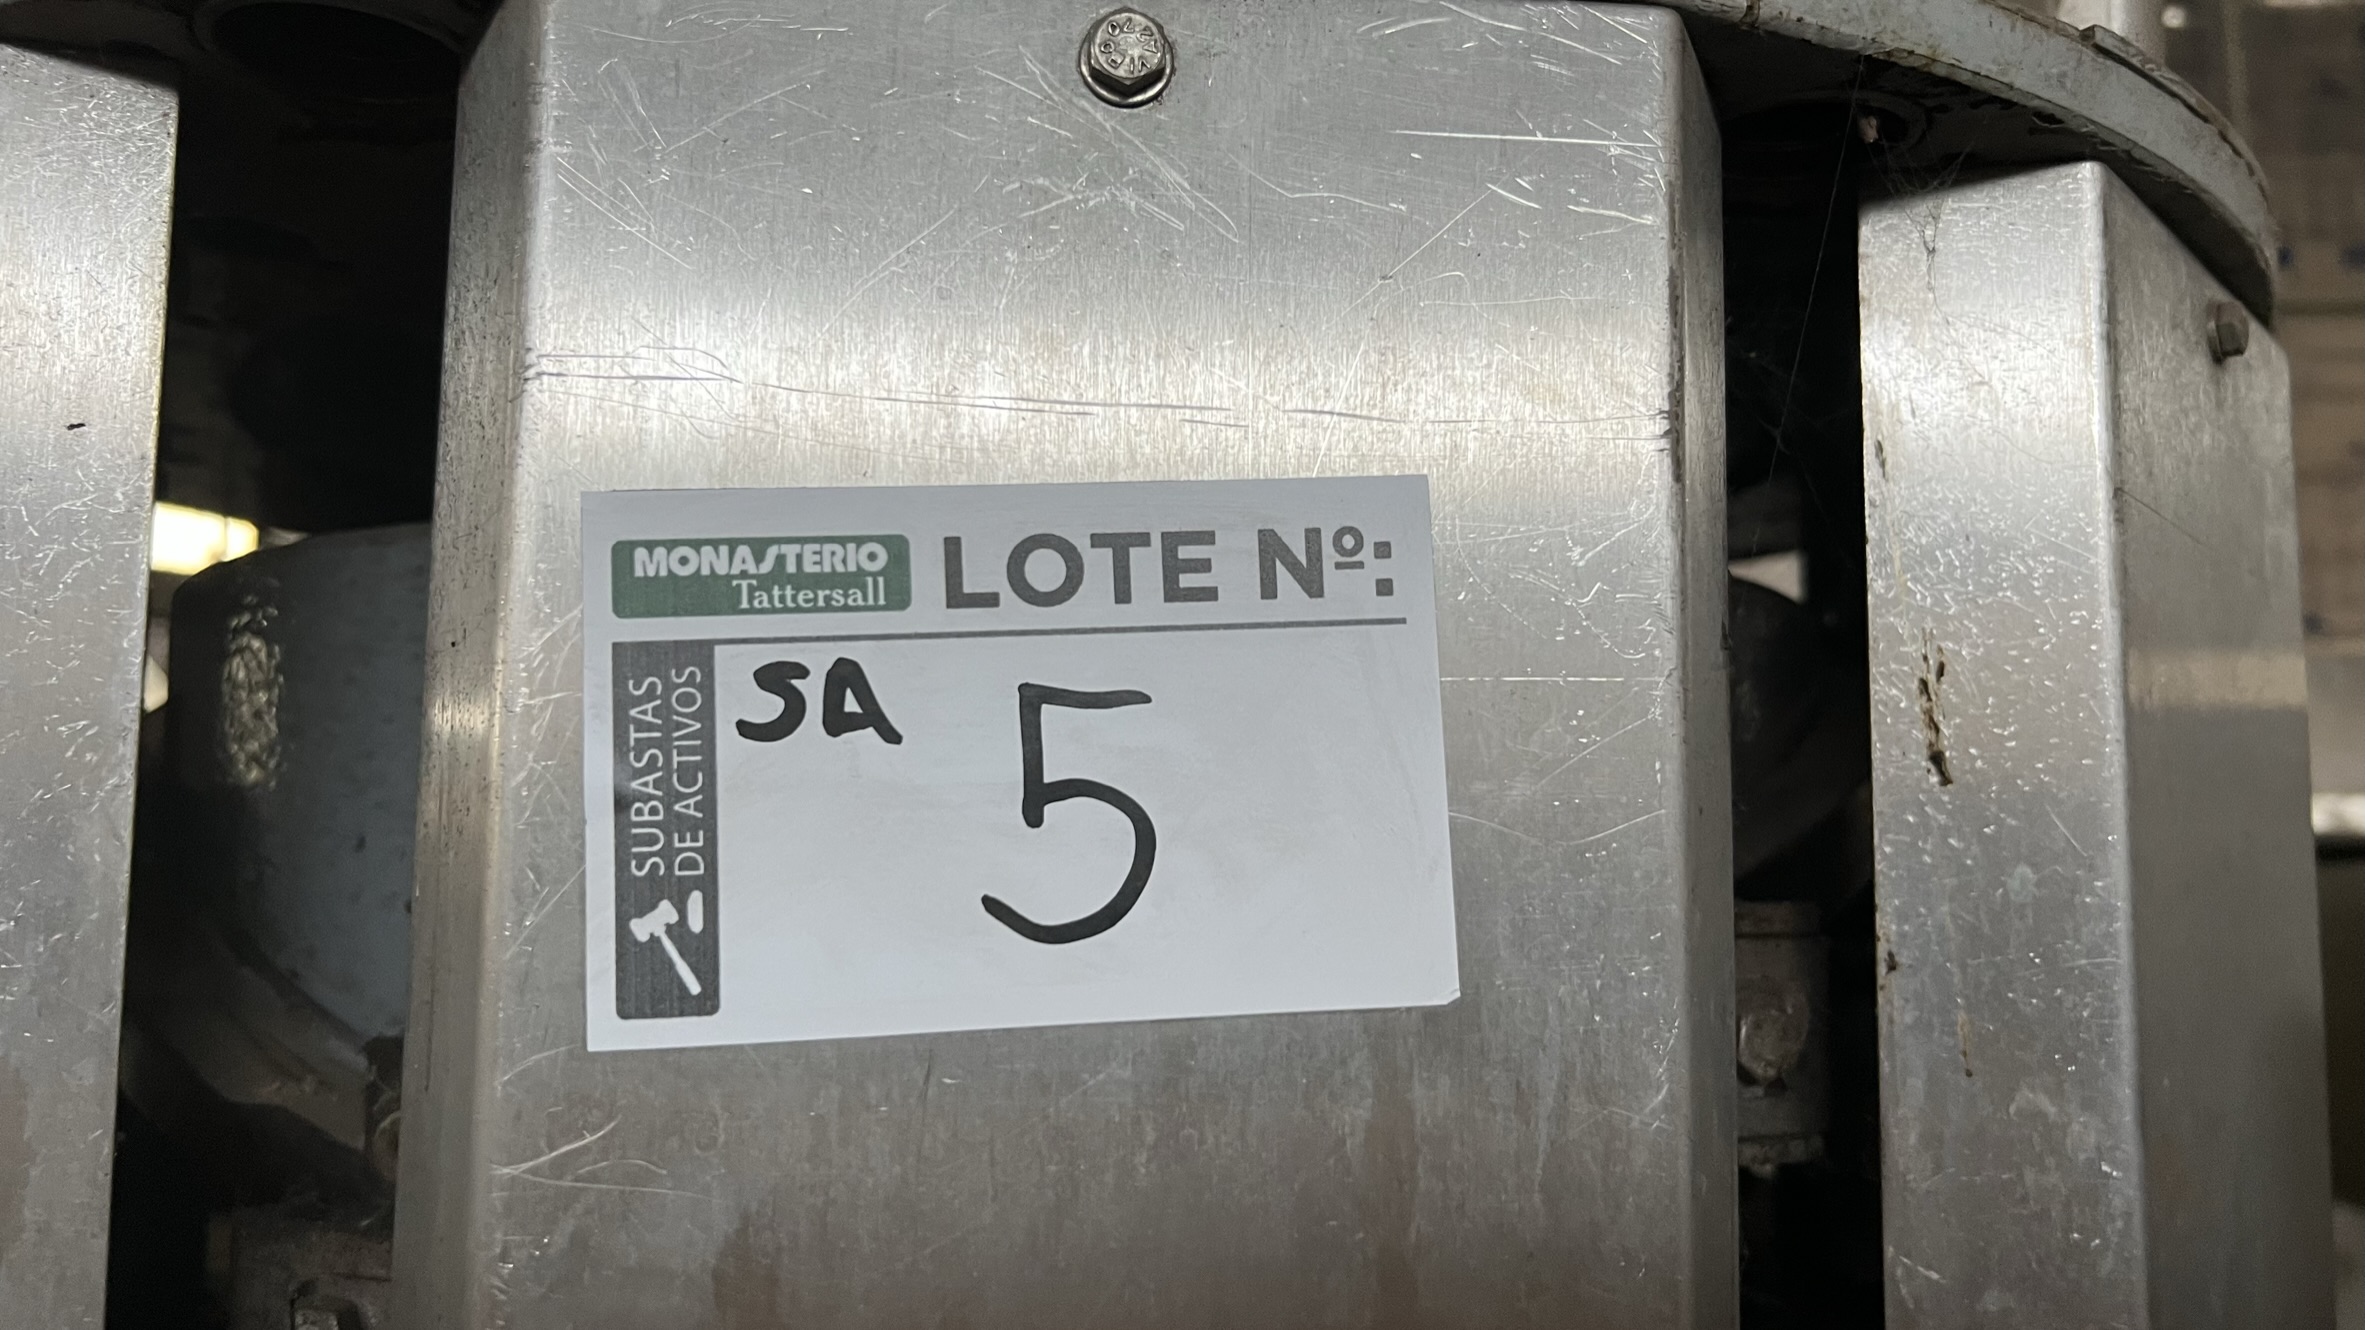 MONASTERIO
Tattersall
LOTE Nº:
SUBASTAS
DE ACTIVOS
SA
5